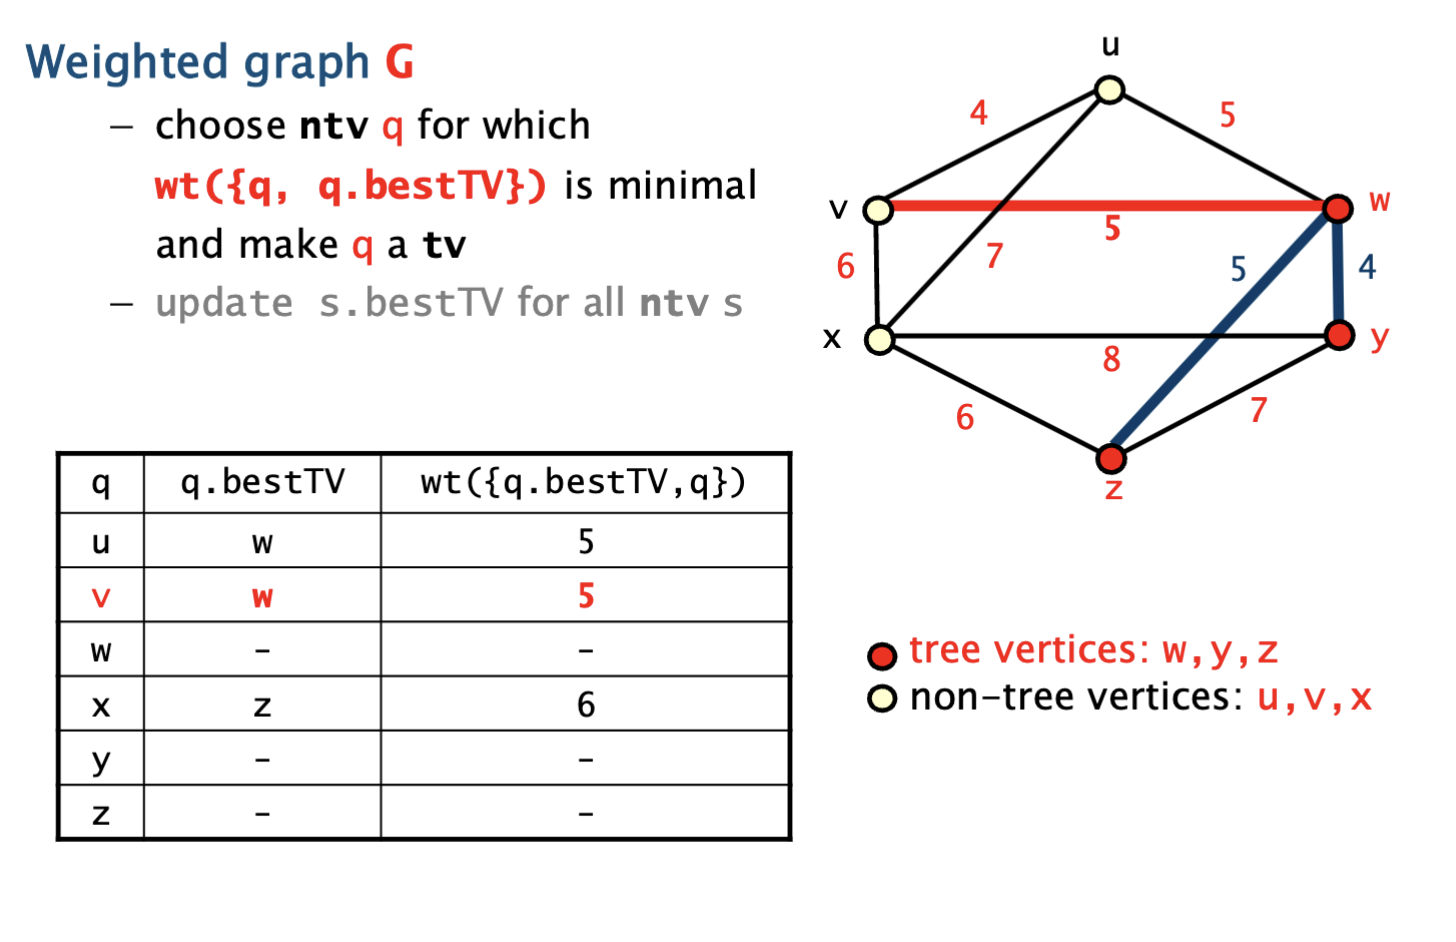 Weighted graph G
– choose ntv q for which
wt({q, q.bestTV}) is minimal
and make q a tv
– update s.bestTV for all ntv s
u
4
5
v
w
5
6
7
5
4
x
y
8
6
7
z
q q.bestTV wt({q.bestTV,q})
u w 5
v w 5
w - -
x z 6
y - -
z - -
tree vertices: w,y,z
non-tree vertices: u,v,x